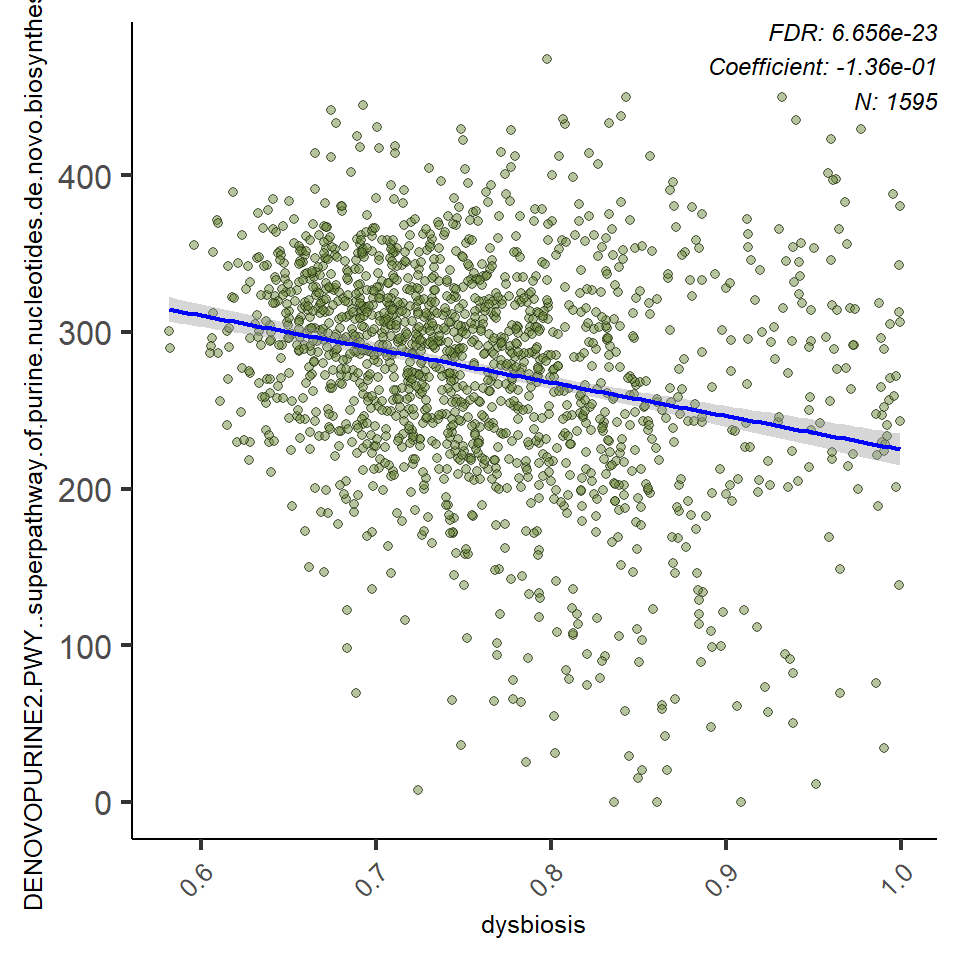 FDR: 6.656e-23
Coefficient: -1.36e-01
N: 1595
DENOVOPURINE2.PWY..superpathway.of.purine.nucleotides.de.novo.biosynthes
400
300
200
100
0
0.6
0.7
0.8
0.9
1.0
dysbiosis